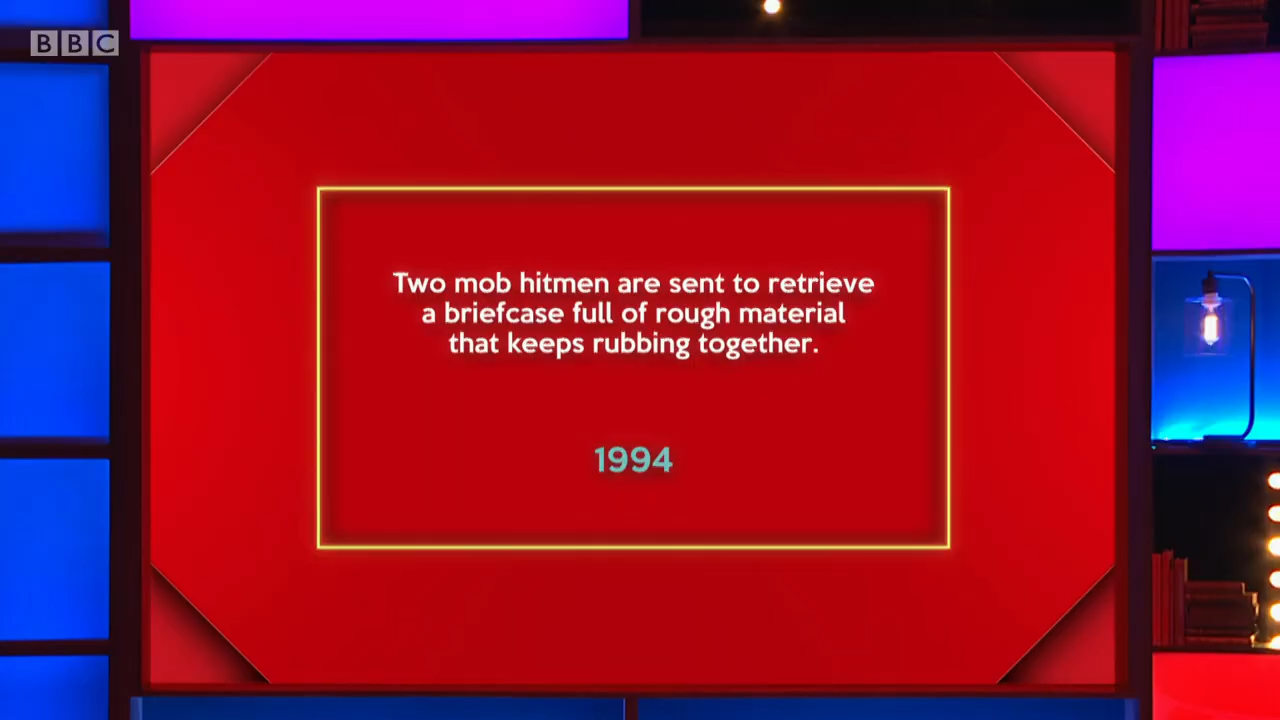 BBC
Two mob hitmen are sent to retrieve
a briefcase full of rough material
that keeps rubbing together.
1994